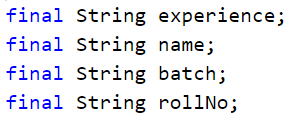 final String experience;
final String name;
final String batch;
final String rollNo;